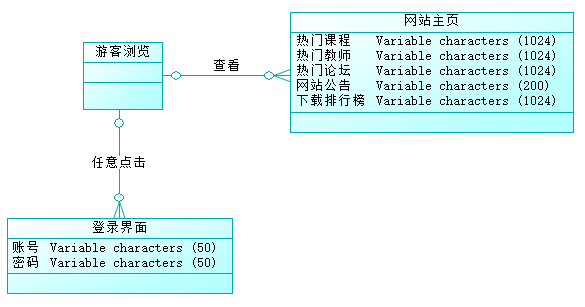 网站主页
热门课程 Variable characters (1024)
热门教师 Variable characters (1024)
热门论坛 Variable characters (1024)
网站公告 Variable characters (200)
下载排行榜 Variable characters (1024)
游客浏览
查看
任意点击
登录界面
账号 Variable characters (50)
密码 Variable characters (50)